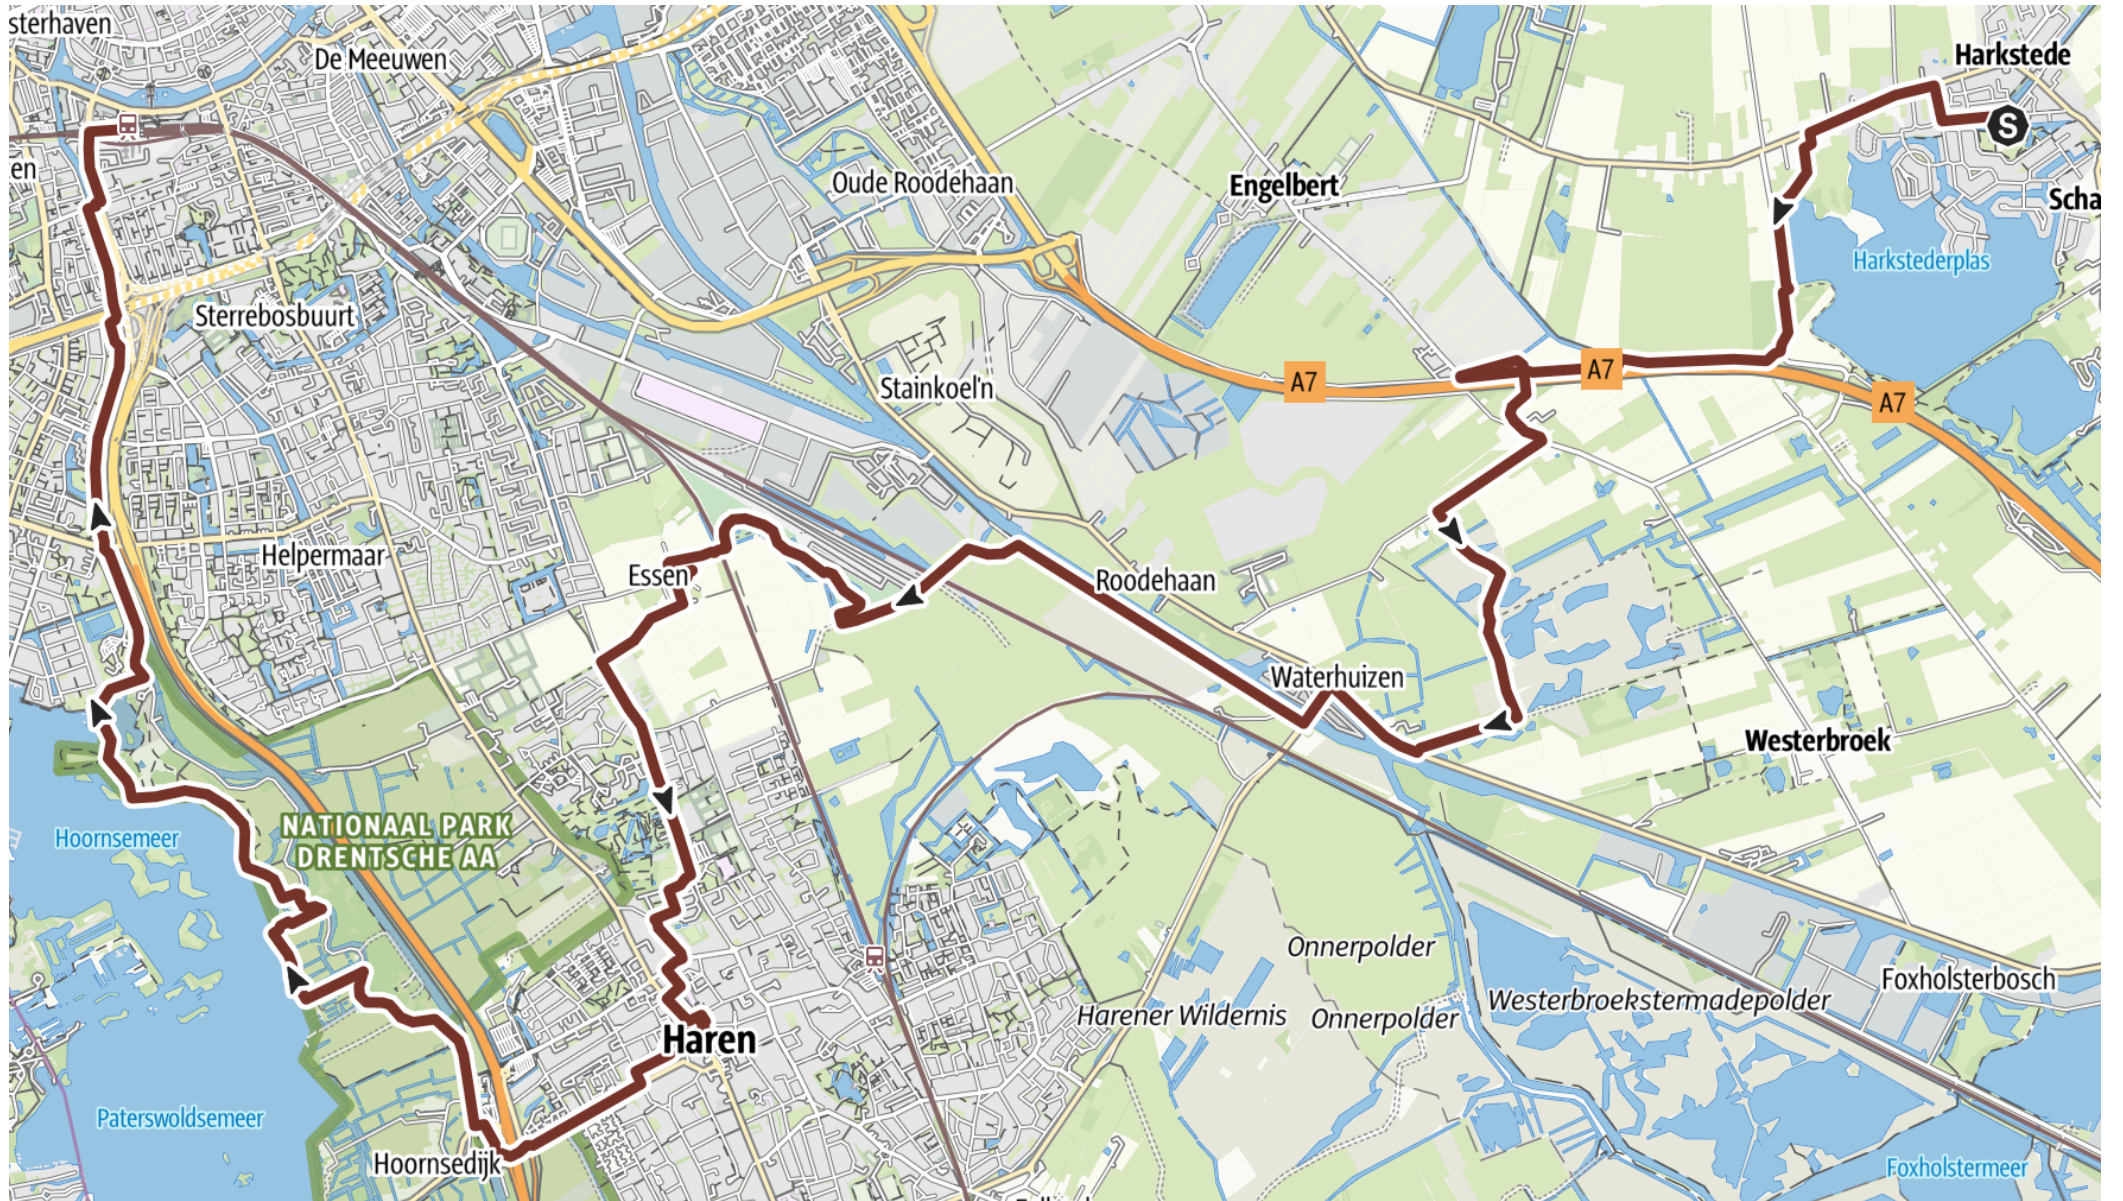 sterhaven
De Meeuwen
Harkstede
S
en
Oude Roodehaan
Engelbert
Scha
Harkstederplas
Sterrebosbuurt
A7
A7
A7
Stainkoel'n
Helpermaar
Essen
Roodehaan
Waterhuizen
Westerbroek
NATIONAAL PARK
DRENTSCHE AA
Hoornsemeer
Onnerpolder
Foxholsterbosch
Westerbroekstermadepolder
Harener Wildernis
Onnerpolder
Haren
Paterswoldsemeer
Hoornsedijk
Foxholstermeer